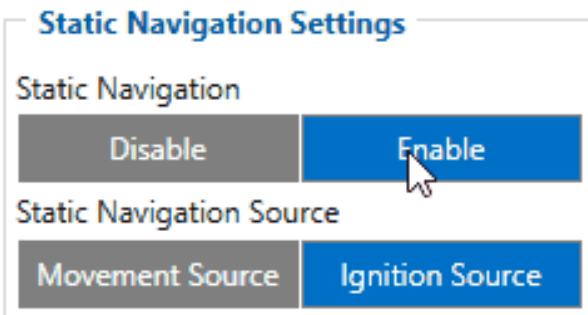 Static Navigation Settings
Static Navigation
Disable Enable
Static Navigation Source
Movement Source Ignition Source